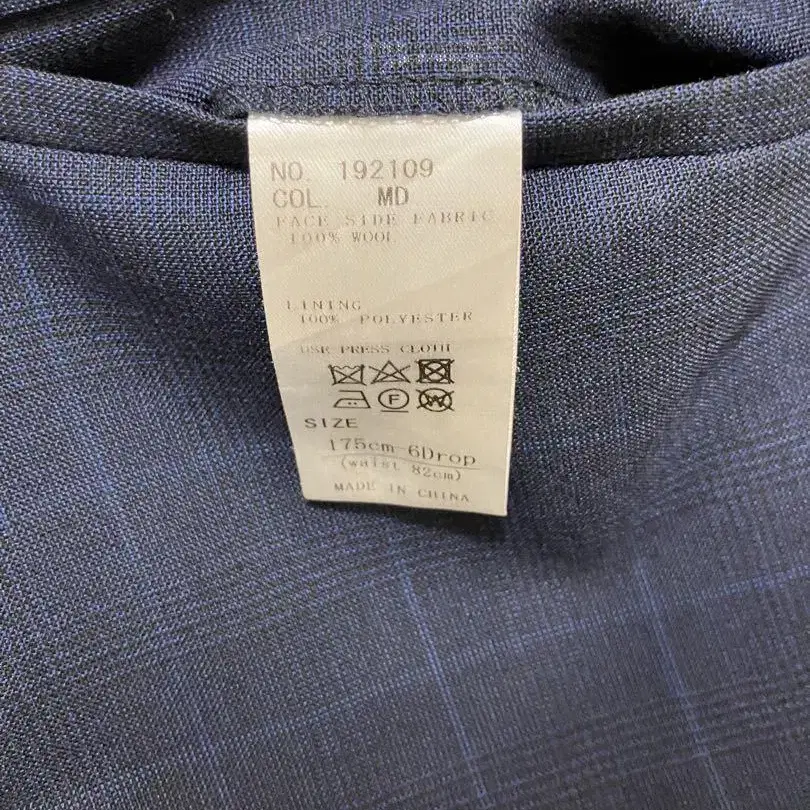 NO. 192109
COL. MD
FACE SIDE FABRIC
100% WOOL
LINING
100% POLYESTER
USE PRESS CLOTH
F W
SIZE
175cm-6Drop
(waist 82cm)
MADE IN CHINA